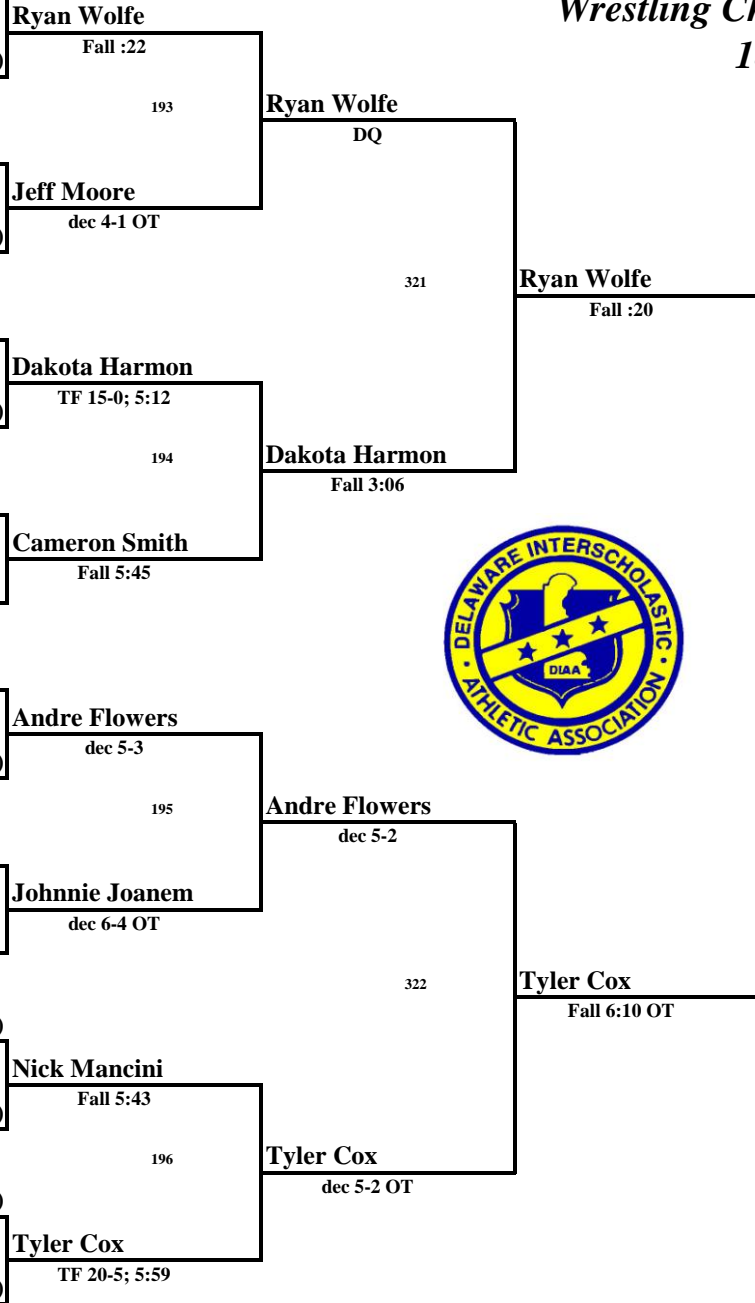 Wrestling
Ryan Wolfe
Fall :22
193
Ryan Wolfe
DQ
Jeff Moore
dec 4-1 OT
321
Ryan Wolfe
Fall :20
Dakota Harmon
TF 15-0; 5:12
194
Dakota Harmon
Fall 3:06
Cameron Smith
Fall 5:45
DELAWARE INTERSCHOLASTIC
DIAA
ATHLETIC ASSOCIATION
Andre Flowers
dec 5-3
195
Andre Flowers
dec 5-2
Johnnie Joanem
dec 6-4 OT
322
Tyler Cox
Fall 6:10 OT
Nick Mancini
Fall 5:43
196
Tyler Cox
dec 5-2 OT
Tyler Cox
TF 20-5; 5:59